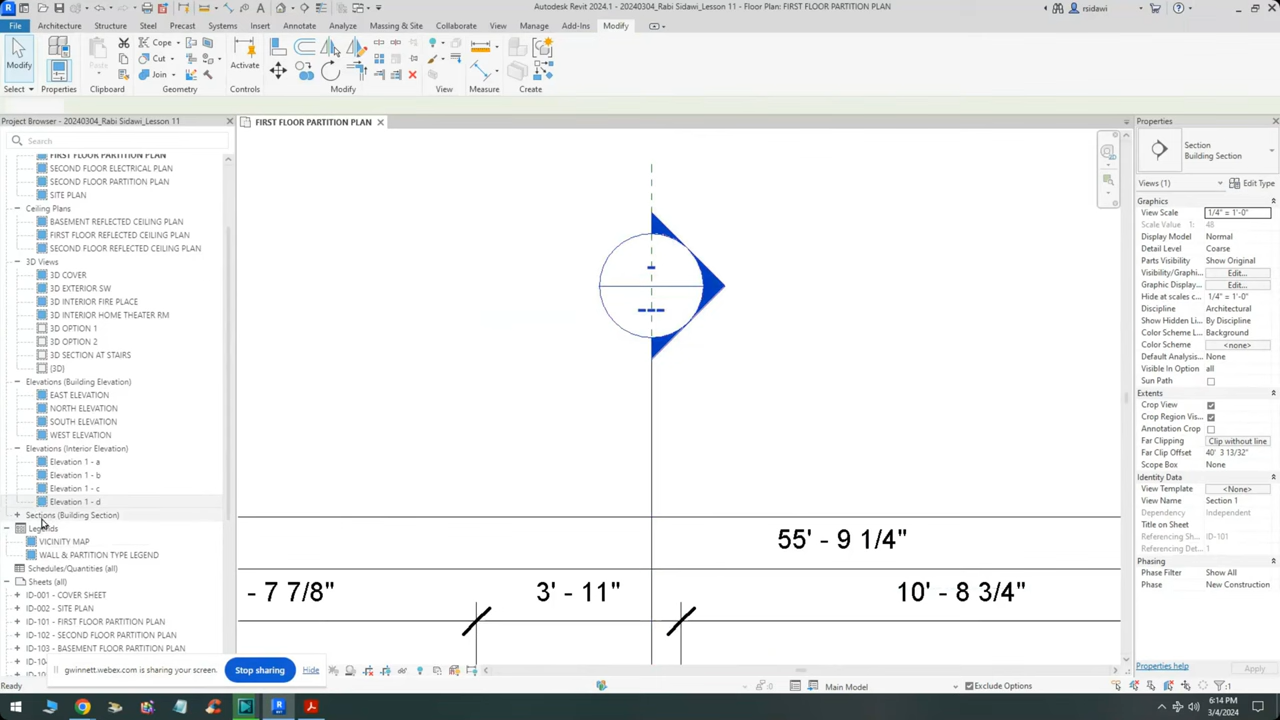 Autodesk Revit 2024.1 - 20240304_Rabi Sidawi_Lesson 11 - Floor Plan: FIRST FLOOR PARTITION PLAN
rsidawi
File Architecture Structure Steel Precast Systems Insert Annotate Analyze Massing & Site Collaborate View Manage Add-Ins Modify
Modify Paste Cope Cut Join Activate
Select Properties Clipboard Geometry Controls Modify View Measure Create
Project Browser - 20240304_Rabi Sidawi_Lesson 11
Search
FIRST FLOOR PARTITION PLAN
SECOND FLOOR ELECTRICAL PLAN
SECOND FLOOR PARTITION PLAN
SITE PLAN
Ceiling Plans
BASEMENT REFLECTED CEILING PLAN
FIRST FLOOR REFLECTED CEILING PLAN
SECOND FLOOR REFLECTED CEILING PLAN
3D Views
3D COVER
3D EXTERIOR SW
3D INTERIOR FIRE PLACE
3D INTERIOR HOME THEATER RM
3D OPTION 1
3D OPTION 2
3D SECTION AT STAIRS
{3D}
Elevations (Building Elevation)
EAST ELEVATION
NORTH ELEVATION
SOUTH ELEVATION
WEST ELEVATION
Elevations (Interior Elevation)
Elevation 1 - a
Elevation 1 - b
Elevation 1 - c
Elevation 1 - d
Sections (Building Section)
Legends
VICINITY MAP
WALL & PARTITION TYPE LEGEND
Schedules/Quantities (all)
Sheets (all)
ID-001 - COVER SHEET
ID-002 - SITE PLAN
ID-101 - FIRST FLOOR PARTITION PLAN
ID-102 - SECOND FLOOR PARTITION PLAN
ID-103 - BASEMENT PARTITION PLAN
gwinnett.webex.com is sharing your screen.
Stop sharing
Hide
Ready
FIRST FLOOR PARTITION PLAN
55' - 9 1/4"
- 7 7/8"
3' - 11"
10' - 8 3/4"
Main Model
Exclude Options
:1
:0
Properties
Section
Building Section
Views (1)
Edit Type
Graphics
View Scale 1/4" = 1'-0"
Scale Value 1: 48
Display Model Normal
Detail Level Coarse
Parts Visibility Show Original
Visibility/Graphi... Edit...
Graphic Display... Edit...
Hide at scales c... 1/4" = 1'-0"
Discipline Architectural
Show Hidden Li... By Discipline
Color Scheme L... Background
Color Scheme <none>
Default Analysis... None
Visible In Option all
Sun Path
Extents
Crop View
Crop Region Vis...
Annotation Crop
Far Clipping Clip without line
Far Clip Offset 40' 3 13/32"
Scope Box None
Identity Data
View Template <None>
View Name Section 1
Dependency Independent
Title on Sheet
Referencing Sh... ID-101
Referencing Det... 1
Phasing
Phase Filter Show All
Phase New Construction
Properties help
Apply
6:14 PM
3/4/2024